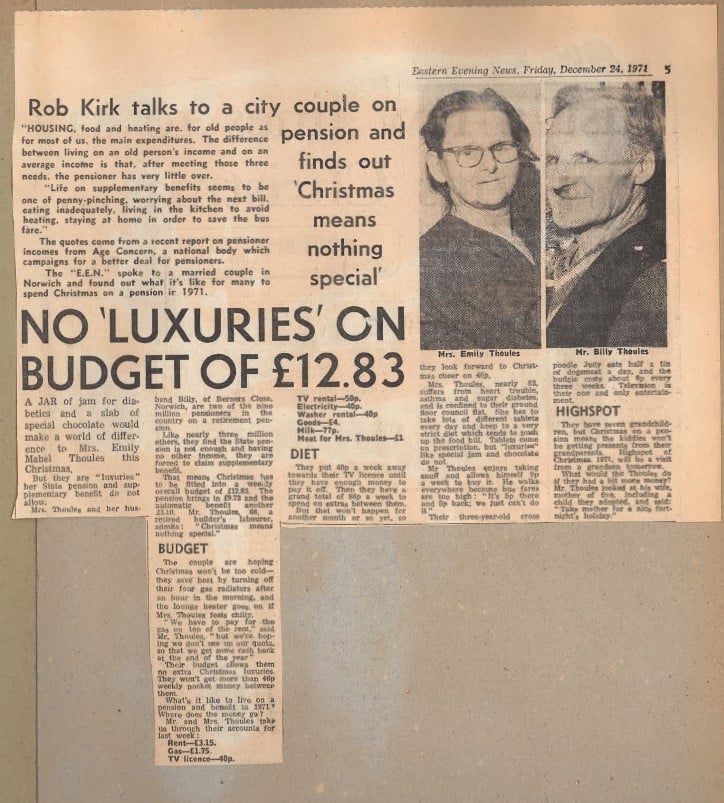 Eastern Evening News, Friday, December 24, 1971 5
Rob Kirk talks to a city couple on
pension and
finds out
'Christmas
means
nothing
special'
"HOUSING, food and heating are, for old people as
for most of us, the main expenditures. The difference
between living on an old person's income and on an
average income is that, after meeting those three
needs, the pensioner has very little over.
"Life on supplementary benefits seems to be
one of penny-pinching, worrying about the next bill,
eating inadequately, living in the kitchen to avoid
heating, staying at home in order to save the bus
fare."
The quotes come from a recent report on pensioner
incomes from Age Concern, a national body which
campaigns for a better deal for pensioners.
The "E.E.N." spoke to a married couple in
Norwich and found out what it's like for many to
spend Christmas on a pension in 1971.
Mrs. Emily Thoules
Mr. Billy Thoules
NO 'LUXURIES' ON
BUDGET OF £12.83
A JAR of jam for dia-
betics and a slab of
special chocolate would
make a world of differ-
ence to Mrs. Emily
Mabel Thoules this
Christmas.
But they are "luxuries"
her State pension and sup-
plementary benefit do not
allow.
Mrs. Thoules and her hus-
band Billy, of Berners Close,
Norwich, are two of the nine
million pensioners in the
country on a retirement pen-
sion.
Like nearly three million
others, they find the State pen-
sion is not enough and having
no other income, they are
forced to claim supplementary
benefit.
That means Christmas has
to be fitted into a weekly
overall budget of £12.83. The
pension brings in £9.73 and the
automatic benefit another
£3.10. Mr. Thoules, 68, a
retired builder's labourer,
admits: "Christmas means
nothing special."
BUDGET
The couple are hoping
Christmas won't be too cold—
they save heat by turning off
their four gas radiators after
an hour in the morning, and
the lounge heater goes on if
Mrs. Thoules feels chilly.
"We have to pay for the
gas on top of the rent," said
Mr. Thoules, "but we're hop-
ing we don't use up our quota,
so that we get some cash back
at the end of the year"
Their budget allows them
no extra Christmas luxuries.
They won't get more than 40p
weekly pocket money between
them.
What's it like to live on a
pension and benefit in 1971?
Where does the money go?
Mr. and Mrs. Thoules take
us through their accounts for
last week:
Rent—£3.15.
Gas—£1.75.
TV licence—40p.
TV rental—50p.
Electricity—40p.
Washer rental—40p
Goods—£4.
Milk—77p.
Meat for Mrs. Thoules—£1
DIET
They put 40p a week away
towards their TV licence until
they have enough money to
pay it off. Then they have a
grand total of 88p a week to
spend on extras between them.
But that won't happen for
another month or so yet, so
they look forward to Christ-
mas cheer on 40p.
Mrs. Thoules, nearly 63,
suffers from heart trouble,
asthma and sugar diabetes,
and is confined to their ground
floor council flat. She has to
take lots of different tablets
every day and keep to a very
strict diet which tends to push
up the food bill. Tablets come
on prescription, but "luxuries"
like special jam and chocolate
do not.
Mr Thoules enjoys taking
snuff and allows himself 9p
a week to buy it. He walks
everywhere because bus fares
are too high: "It's 5p there
and 5p back; we just can't do
it"
Their three-year-old cross
poodle Judy eats half a tin
of dogmeat a day, and the
budgie costs about 6p every
three weeks. Television is
their one and only entertain-
ment.
HIGHSPOT
They have seven grandchild-
ren, but Christmas on a pen-
sion means the kiddies won't
be getting presents from their
grandparents. Highspot of
Christmas, 1971, will be a visit
from a grandson tomorrow.
What would the Thoules do
if they had a bit more money?
Mr. Thoules looked at his wife,
mother of five, including a
child they adopted, and said:
"Take mother for a nice fort-
night's holiday."